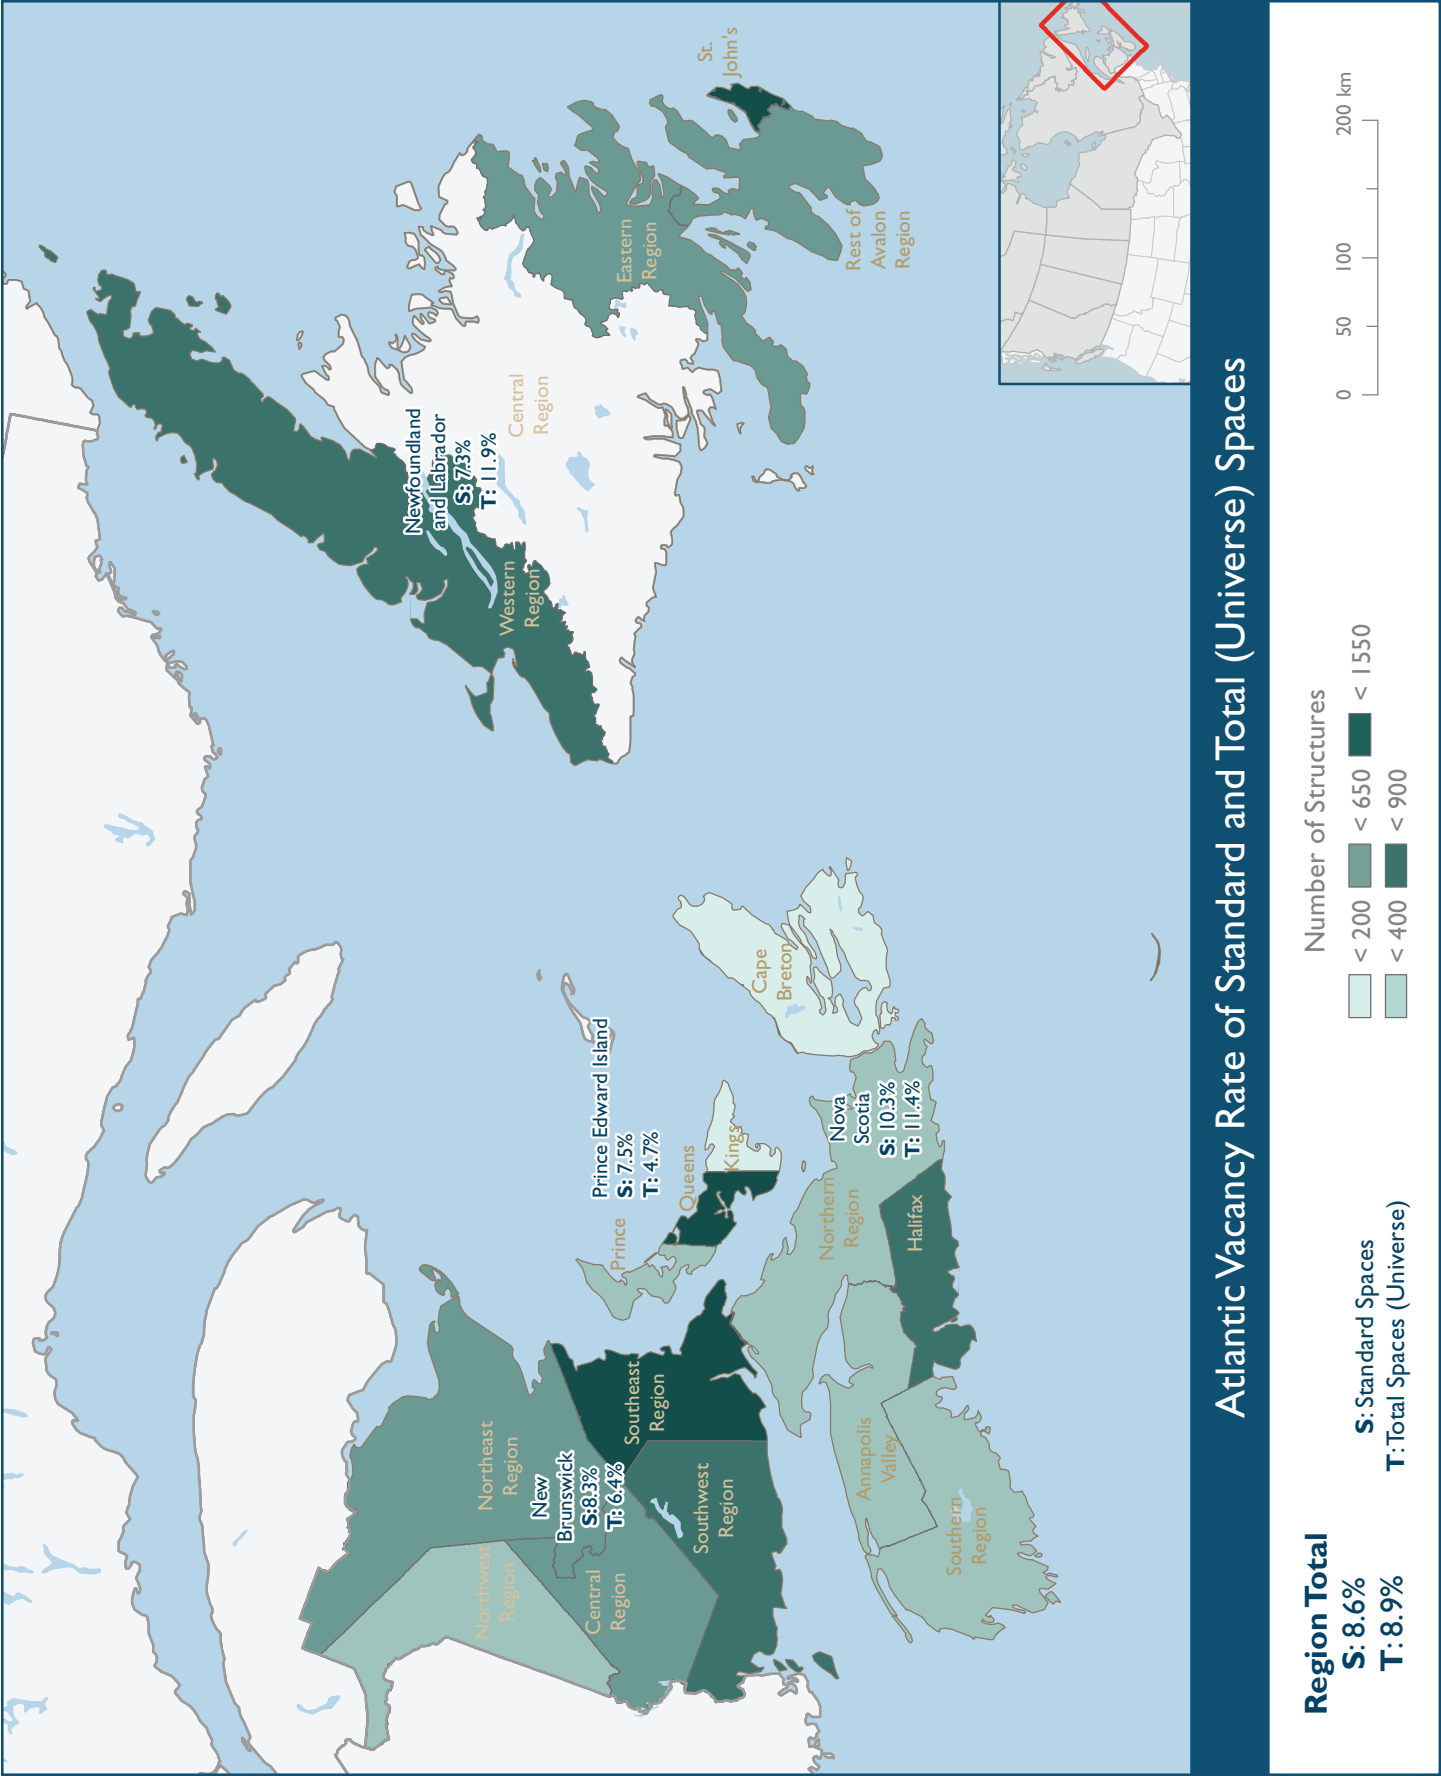 Newfoundland
and Labrador
S: 7.3%
T: 11.9%
Western
Region
Central
Region
Eastern
Region
St.
John's
Rest of
Avalon
Region
Prince Edward Island
S: 7.5%
T: 4.7%
Prince
Queens
Kings
Cape
Breton
Nova
Scotia
S: 10.3%
T: 11.4%
Northern
Region
Halifax
Annapolis
Valley
Southern
Region
New
Brunswick
S:8.3%
T: 6.4%
Northeast
Region
Northwest
Region
Central
Region
Southeast
Region
Southwest
Region
Atlantic Vacancy Rate of Standard and Total (Universe) Spaces
Region Total
S: 8.6%
T: 8.9%
S: Standard Spaces
T: Total Spaces (Universe)
Number of Structures
< 200
< 650
< 1550
< 400
< 900
0
50
100
200 km